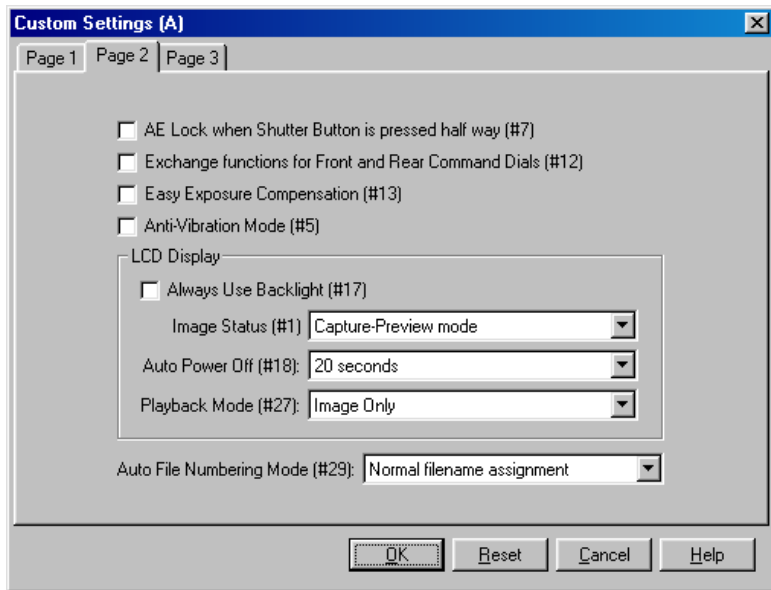 Custom Settings (A)
Page 1 Page 2 Page 3
AE Lock when Shutter Button is pressed half way (#7)
Exchange functions for Front and Rear Command Dials (#12)
Easy Exposure Compensation (#13)
Anti-Vibration Mode (#5)
LCD Display
Always Use Backlight (#17)
Image Status (#1) Capture-Preview mode
Auto Power Off (#18): 20 seconds
Playback Mode (#27): Image Only
Auto File Numbering Mode (#29): Normal filename assignment
OK Reset Cancel Help